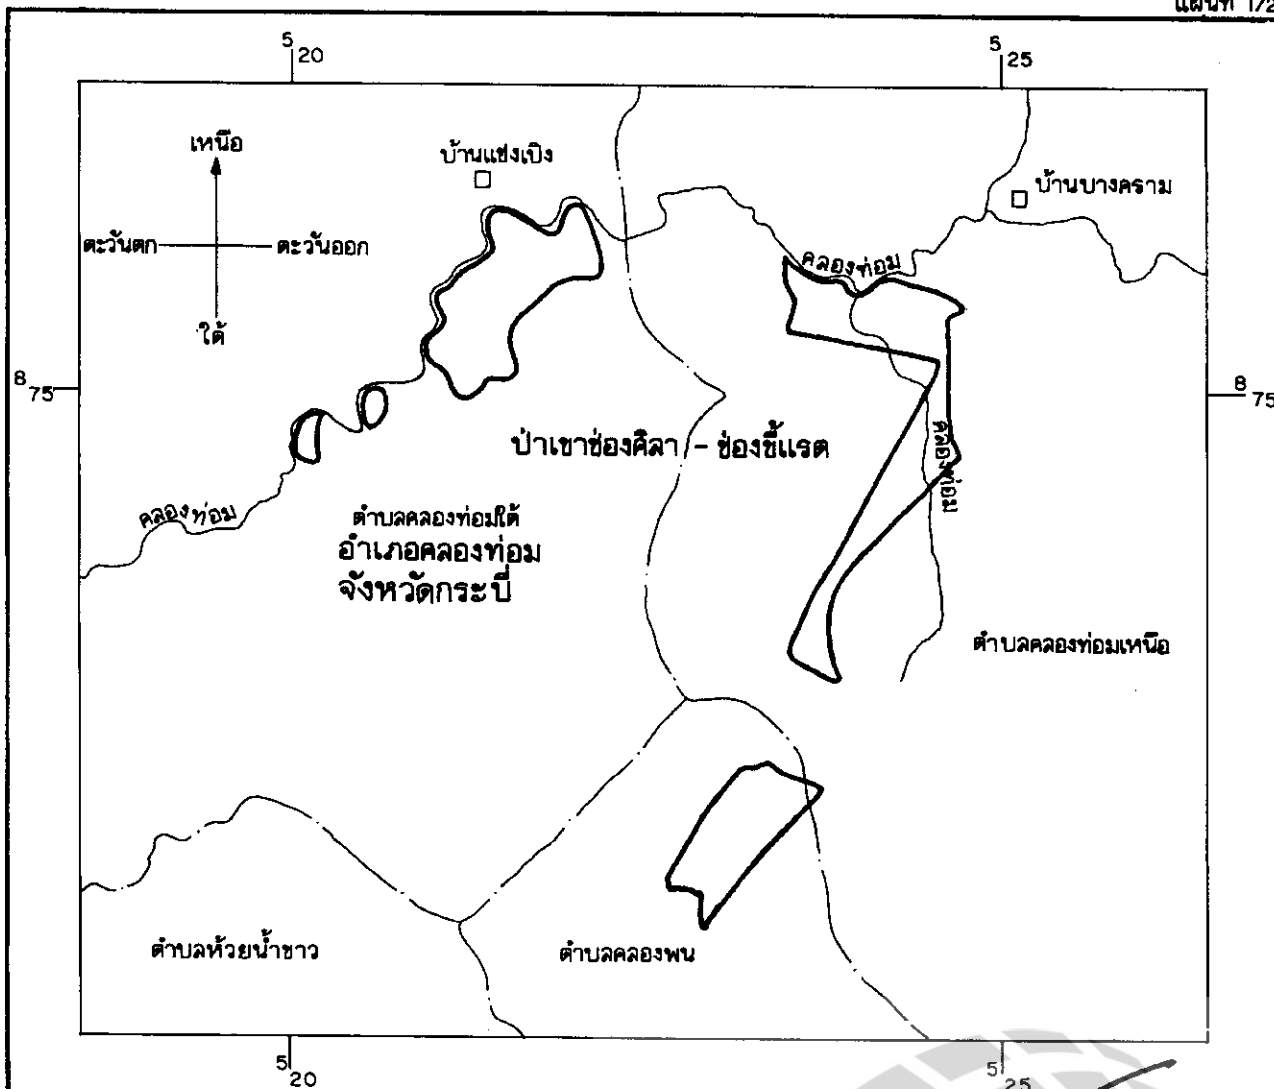 แผ่นที่ 1/2
5 20
5 25
เหนือ
บ้านแชงเปิง
บ้านบางคราม
ตะวันตก
ตะวันออก
คลองท่อม
ใต้
8 75
8 75
ป่าเขาช่องศิลา - ช่องขี้แรด
คลองท่อม
คลองท่อม
ตำบลคลองท่อมใต้
อำเภอคลองท่อม
จังหวัดกระบี่
ตำบลคลองท่อมเหนือ
ตำบลห้วยน้ำขาว
ตำบลคลองพน
5 20
5 25